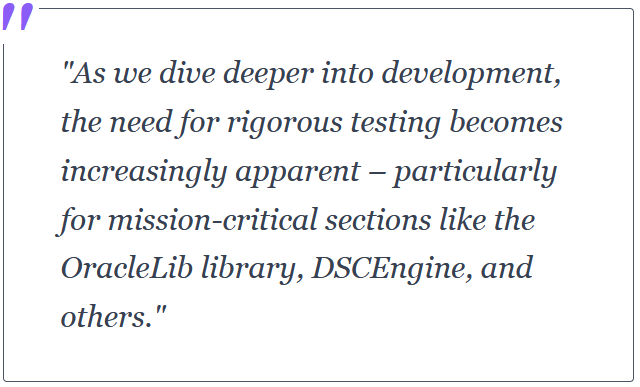 "As we dive deeper into development,
the need for rigorous testing becomes
increasingly apparent – particularly
for mission-critical sections like the
OracleLib library, DSCEngine, and
others."